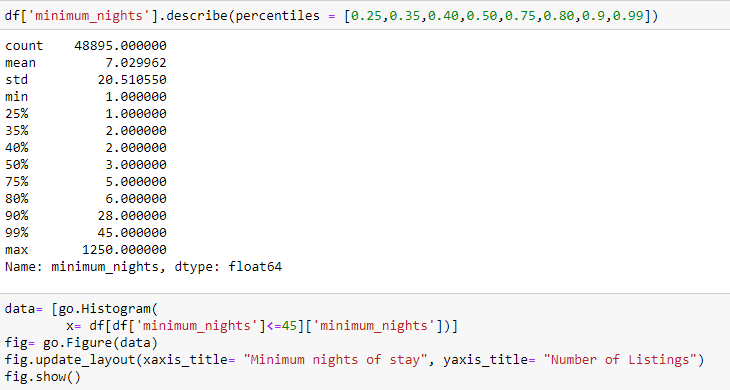 df['minimum_nights'].describe(percentiles = [0.25,0.35,0.40,0.50,0.75,0.80,0.9,0.99])
count    48895.000000
mean         7.029962
std         20.510550
min          1.000000
25%          1.000000
35%          2.000000
40%          2.000000
50%          3.000000
75%          5.000000
80%          6.000000
90%         28.000000
99%         45.000000
max       1250.000000
Name: minimum_nights, dtype: float64
data= [go.Histogram(
        x= df[df['minimum_nights']<=45]['minimum_nights'])]
fig= go.Figure(data)
fig.update_layout(xaxis_title= "Minimum nights of stay", yaxis_title= "Number of Listings")
fig.show()